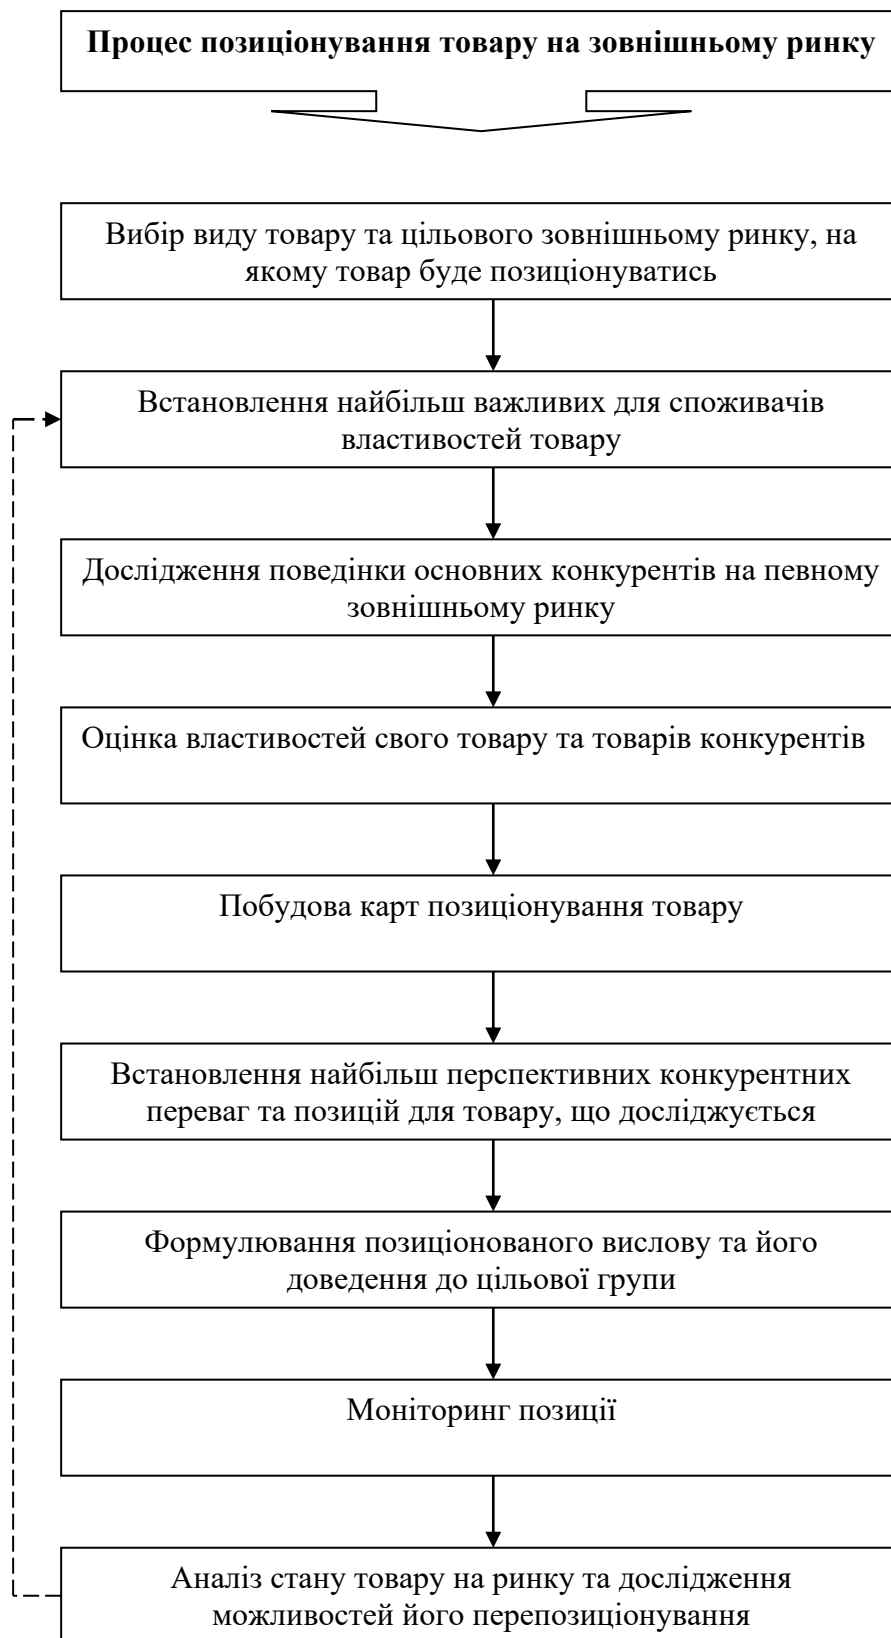 Процес позиціонування товару на зовнішньому ринку
Вибір виду товару та цільового зовнішньому ринку, на
якому товар буде позиціонуватись
Встановлення найбільш важливих для споживачів
властивостей товару
Дослідження поведінки основних конкурентів на певному
зовнішньому ринку
Оцінка властивостей свого товару та товарів конкурентів
Побудова карт позиціонування товару
Встановлення найбільш перспективних конкурентних
переваг та позицій для товару, що досліджується
Формулювання позиціонованого вислову та його
доведення до цільової групи
Моніторинг позиції
Аналіз стану товару на ринку та дослідження
можливостей його перепозиціонування